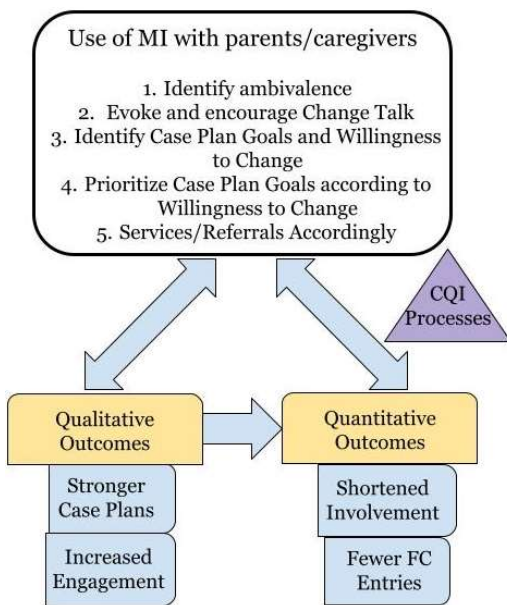 Use of MI with parents/caregivers
1. Identify ambivalence
2. Evoke and encourage Change Talk
3. Identify Case Plan Goals and Willingness
to Change
4. Prioritize Case Plan Goals according to
Willingness to Change
5. Services/Referrals Accordingly
CQI
Processes
Qualitative
Outcomes
Stronger
Case Plans
Increased
Engagement
Quantitative
Outcomes
Shortened
Involvement
Fewer FC
Entries